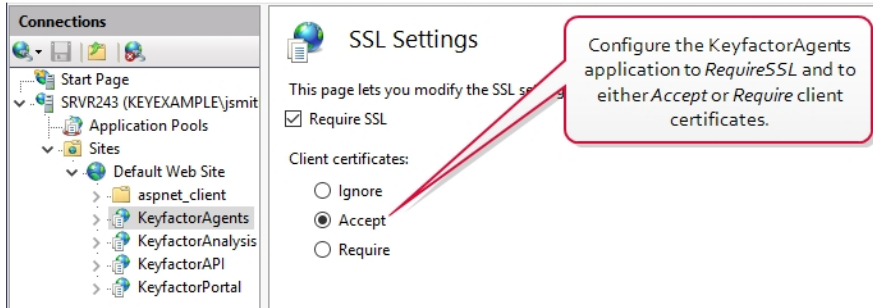 Connections
Start Page
SRVR243 (KEYEXAMPLE\jsmit
Application Pools
Sites
Default Web Site
aspnet_client
KeyfactorAgents
KeyfactorAnalysis
KeyfactorAPI
KeyfactorPortal
SSL Settings
This page lets you modify the SSL se
Require SSL
Client certificates:
Ignore
Accept
Require
Configure the KeyfactorAgents
application to RequireSSL and to
either Accept or Require client
certificates.